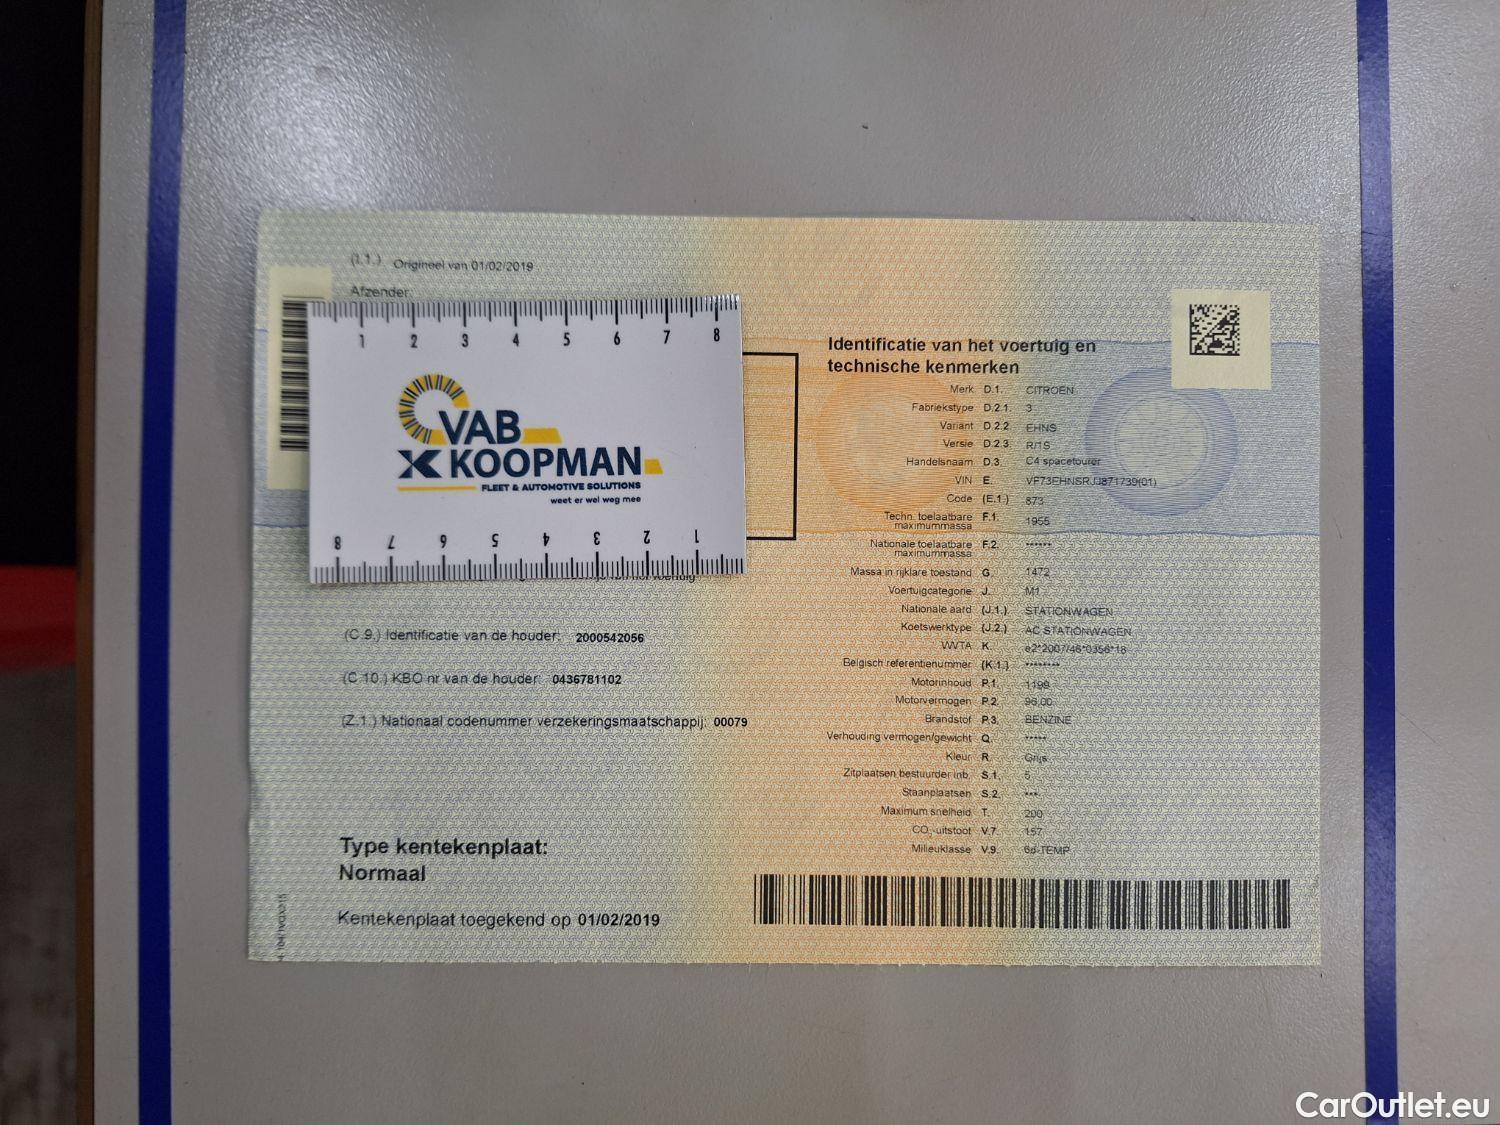 (I.1.) Origineel van 01/02/2019
Afzender:
1 2 3 4 5 6 7 8
VAB
KOOPMAN
FLEET & AUTOMOTIVE SOLUTIONS
weet er wel weg mee
8 7 6 5 4 3 2 1
(C.9.) Identificatie van de houder: 2000542056
(C.10.) KBO nr van de houder: 0436781102
(Z.1.) Nationaal codenummer verzekeringsmaatschappij: 00079
Type kentekenplaat:
Normaal
Kentekenplaat toegekend op 01/02/2019
Identificatie van het voertuig en
technische kenmerken
Merk D.1. CITROEN
Fabriekstype D.2.1. 3
Variant D.2.2. EHNS
Versie D.2.3. R/1S
Handelsnaam D.3. C4 spacetourer
VIN E. VF73EHNSRJJ871739(01)
Code (E.1.) 873
Techn. toelaatbare
maximummassa F.1. 1955
Nationale toelaatbare
maximummassa F.2. ******
Massa in rijklare toestand G. 1472
Voertuigcategorie J. M1
Nationale aard (J.1.) STATIONWAGEN
Koetswerktype (J.2.) AC STATIONWAGEN
WVTA K. e2*2007/46*0356*18
Belgisch referentienummer (K.1.) ********
Motorinhoud P.1. 1199
Motorvermogen P.2. 96,00
Brandstof P.3. BENZINE
Verhouding vermogen/gewicht Q. *****
Kleur R. Grijs
Zitplaatsen bestuurder inb. S.1. 5
Staanplaatsen S.2. ***
Maximum snelheid T. 200
CO₂-uitstoot V.7. 157
Milieuklasse V.9. 6d-TEMP
CarOutlet.eu